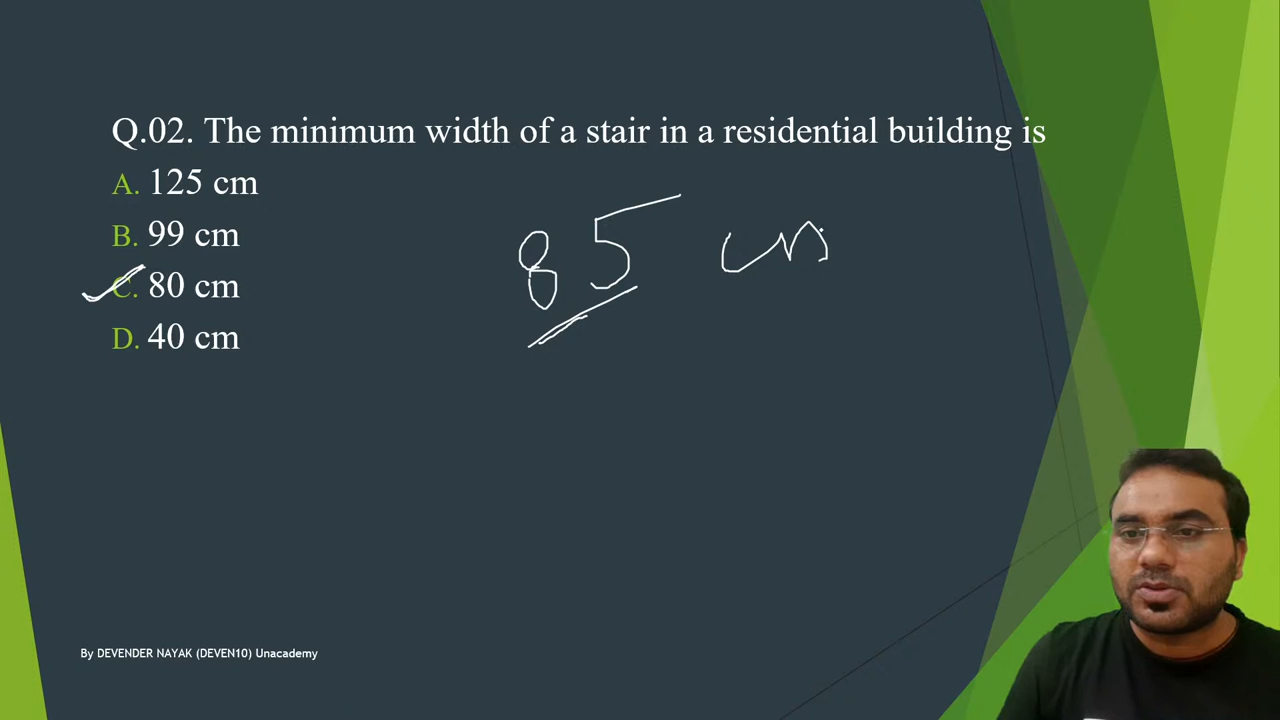 Q.02. The minimum width of a stair in a residential building is
A. 125 cm
B. 99 cm
C. 80 cm
D. 40 cm
85 cm
By DEVENDER NAYAK (DEVEN10) Unacademy